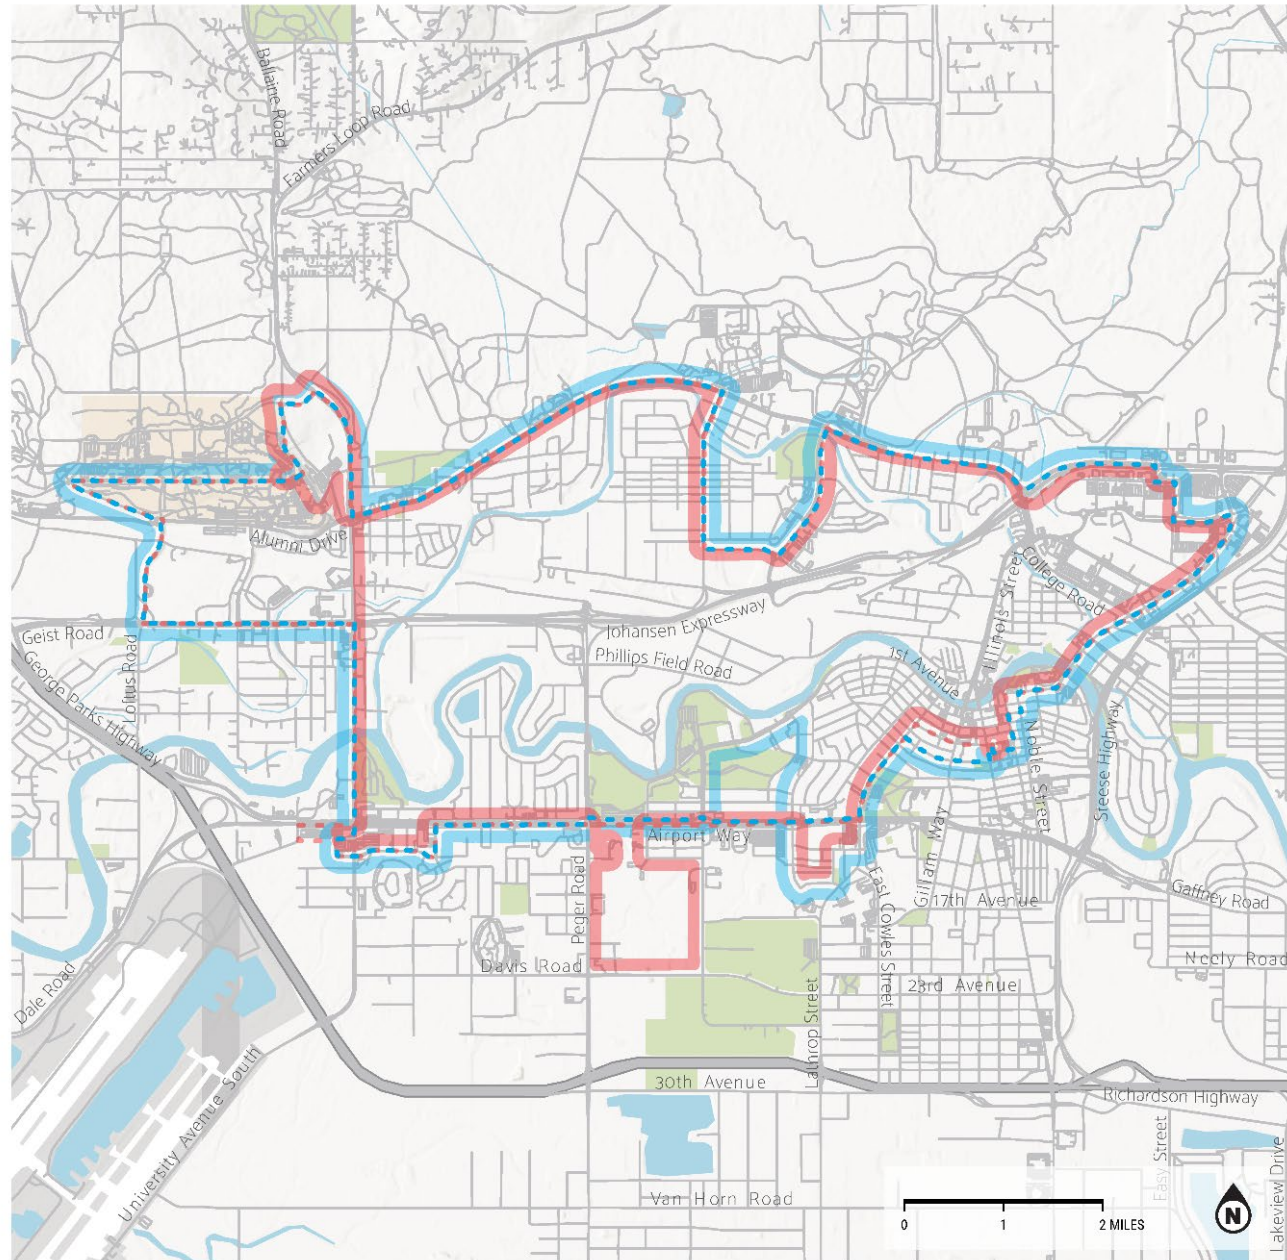 Ballaine Road
Farmers Loop Road
Alumni Drive
College Road
Illinois Street
Johansen Expressway
Geist Road
Phillips Field Road
1st Avenue
Loftus Road
George Parks Highway
Noble Street
Steese Highway
Airport Way
Gillam Way
Peger Road
East Cowles Street
17th Avenue
Gaffney Road
Davis Road
Neely Road
Dale Road
23rd Avenue
Lathrop Street
30th Avenue
Richardson Highway
University Avenue South
Easy Street
Lakeview Drive
Van Horn Road
0 1 2 MILES
N